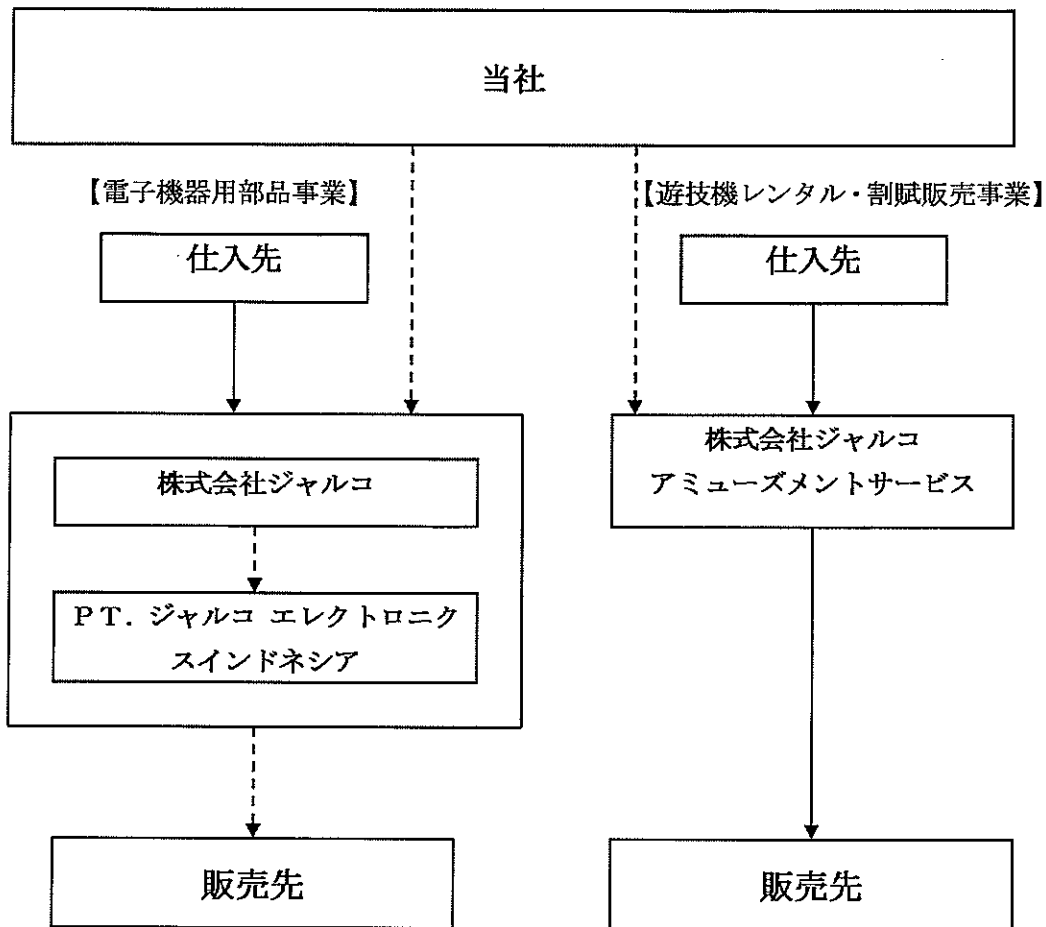 当社
【電子機器用部品事業】
【遊技機レンタル・割賦販売事業】
仕入先
仕入先
株式会社ジャルコ
PT. ジャルコ エレクトロニク
スインドネシア
株式会社ジャルコ
アミューズメントサービス
販売先
販売先